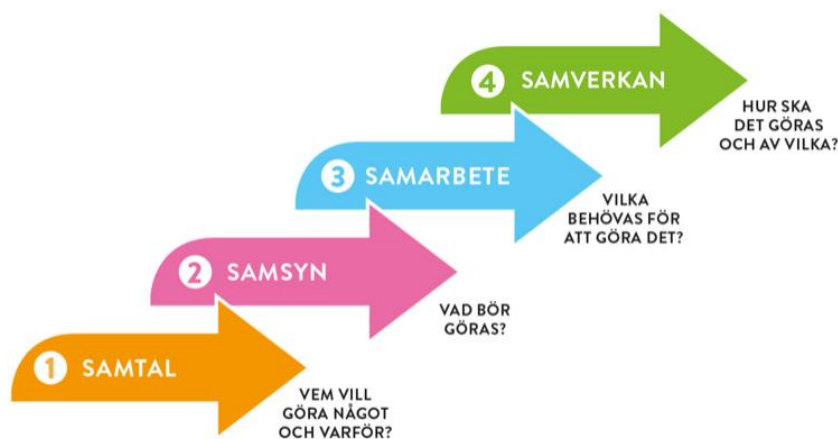 4 SAMVERKAN
HUR SKA
DET GÖRAS
OCH AV VILKA?
3 SAMARBETE
VILKA
BEHÖVAS FÖR
ATT GÖRA DET?
2 SAMSYN
VAD BÖR
GÖRAS?
1 SAMTAL
VEM VILL
GÖRA NÅGOT
OCH VARFÖR?